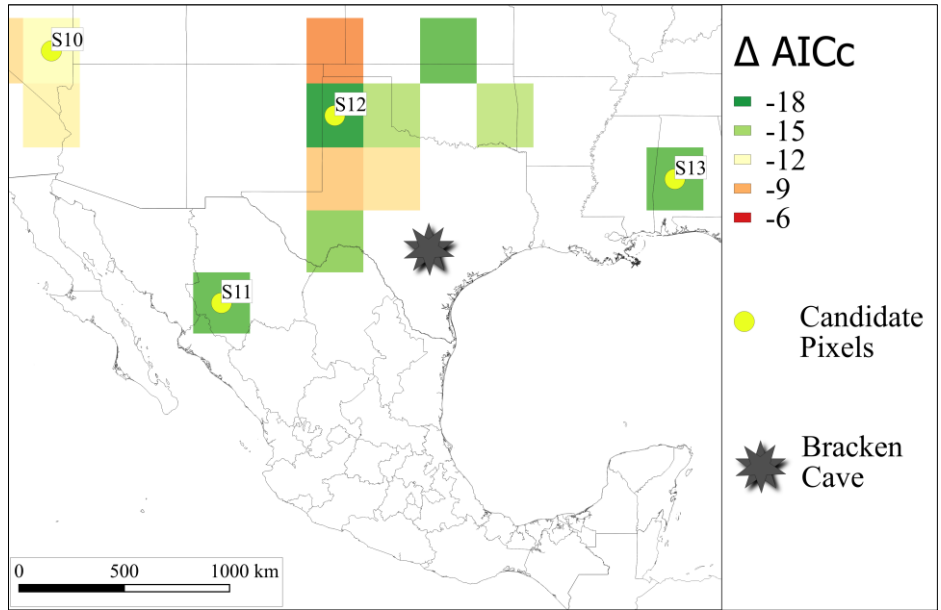 S10
S12
S13
S11
0 500 1000 km
Δ AICc
-18
-15
-12
-9
-6
Candidate
Pixels
Bracken
Cave